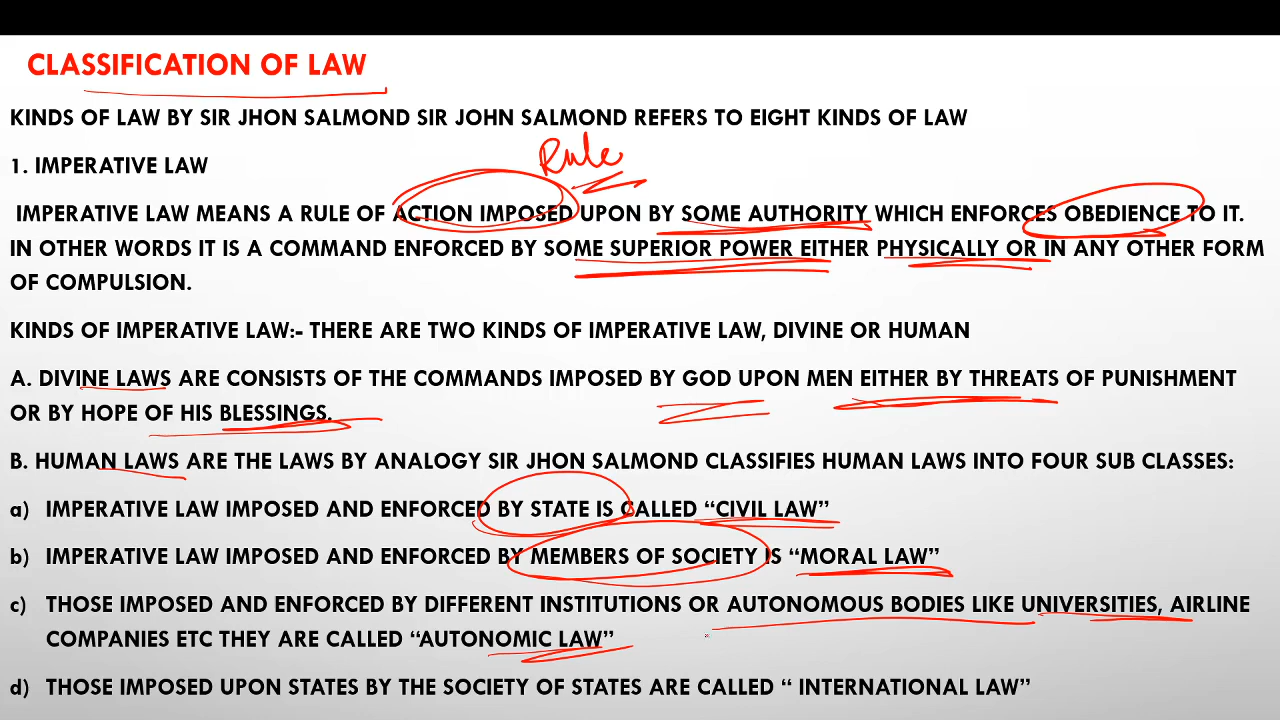 CLASSIFICATION OF LAW
KINDS OF LAW BY SIR JHON SALMOND SIR JOHN SALMOND REFERS TO EIGHT KINDS OF LAW
Rule
1. IMPERATIVE LAW
IMPERATIVE LAW MEANS A RULE OF ACTION IMPOSED UPON BY SOME AUTHORITY WHICH ENFORCES OBEDIENCE TO IT.
IN OTHER WORDS IT IS A COMMAND ENFORCED BY SOME SUPERIOR POWER EITHER PHYSICALLY OR IN ANY OTHER FORM
OF COMPULSION.
KINDS OF IMPERATIVE LAW:- THERE ARE TWO KINDS OF IMPERATIVE LAW, DIVINE OR HUMAN
A. DIVINE LAWS ARE CONSISTS OF THE COMMANDS IMPOSED BY GOD UPON MEN EITHER BY THREATS OF PUNISHMENT
OR BY HOPE OF HIS BLESSINGS.
B. HUMAN LAWS ARE THE LAWS BY ANALOGY SIR JHON SALMOND CLASSIFIES HUMAN LAWS INTO FOUR SUB CLASSES:
a) IMPERATIVE LAW IMPOSED AND ENFORCED BY STATE IS CALLED “CIVIL LAW”
b) IMPERATIVE LAW IMPOSED AND ENFORCED BY MEMBERS OF SOCIETY IS “MORAL LAW”
c) THOSE IMPOSED AND ENFORCED BY DIFFERENT INSTITUTIONS OR AUTONOMOUS BODIES LIKE UNIVERSITIES, AIRLINE
COMPANIES ETC THEY ARE CALLED “AUTONOMIC LAW”
d) THOSE IMPOSED UPON STATES BY THE SOCIETY OF STATES ARE CALLED “ INTERNATIONAL LAW”